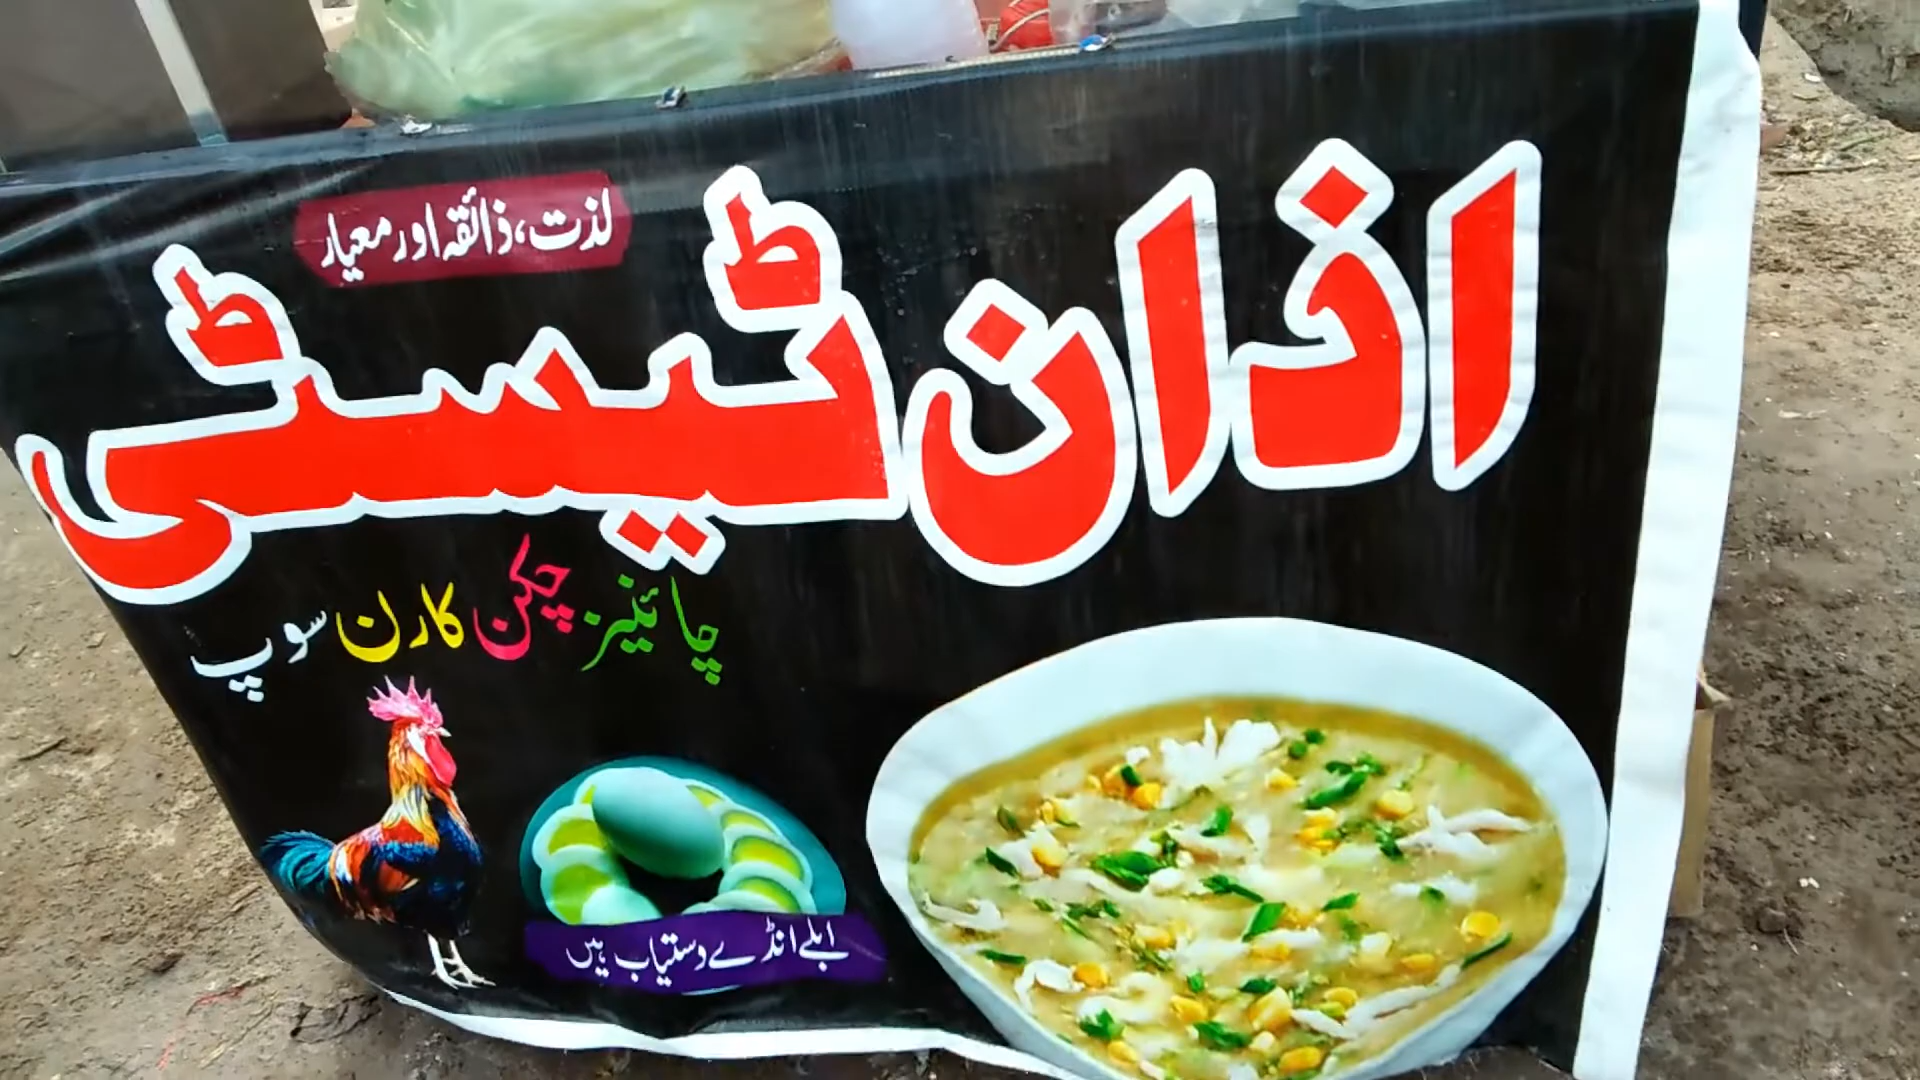 لذت، ذائقہ اور معیار
اذان ٹیسٹی
چائنیز چکن کارن سوپ
ابلے انڈے دستیاب ہیں